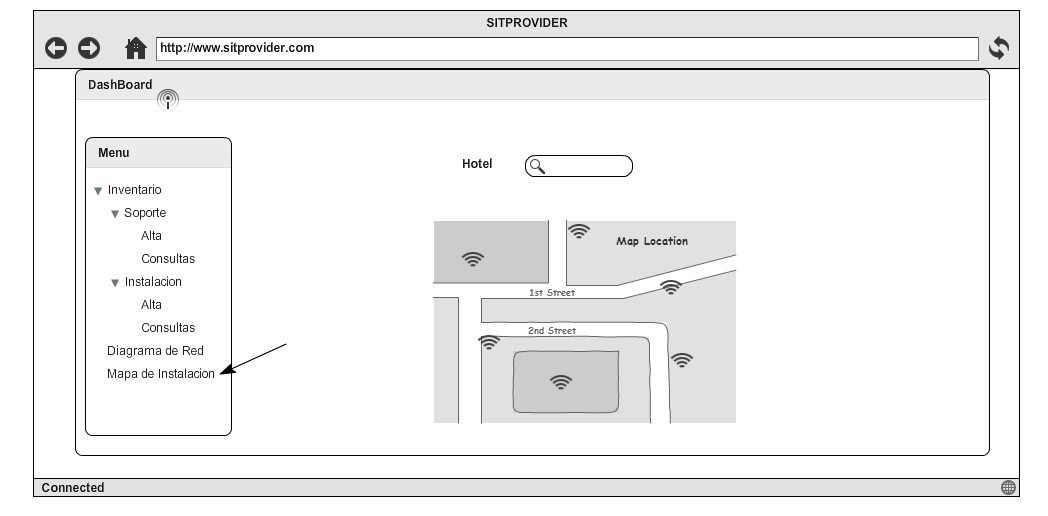 SITPROVIDER
http://www.sitprovider.com
DashBoard
Menu
Inventario
Soporte
Alta
Consultas
Instalacion
Alta
Consultas
Diagrama de Red
Mapa de Instalacion
Hotel
Map Location
1st Street
2nd Street
Connected